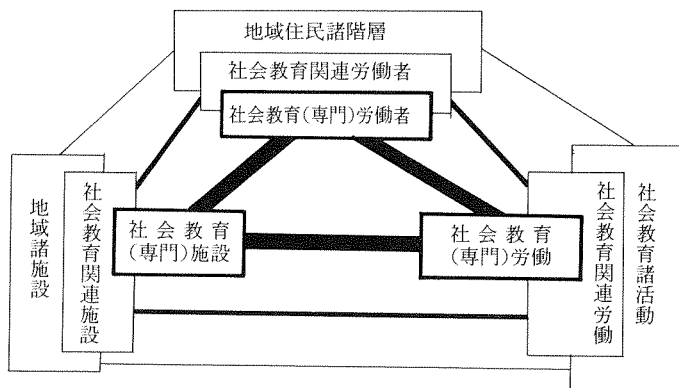 地域住民諸階層
社会教育関連労働者
社会教育(専門)労働者
地域諸施設
社会教育関連施設
社会教育
(専門)施設
社会教育
(専門)労働
社会教育関連労働
社会教育諸活動